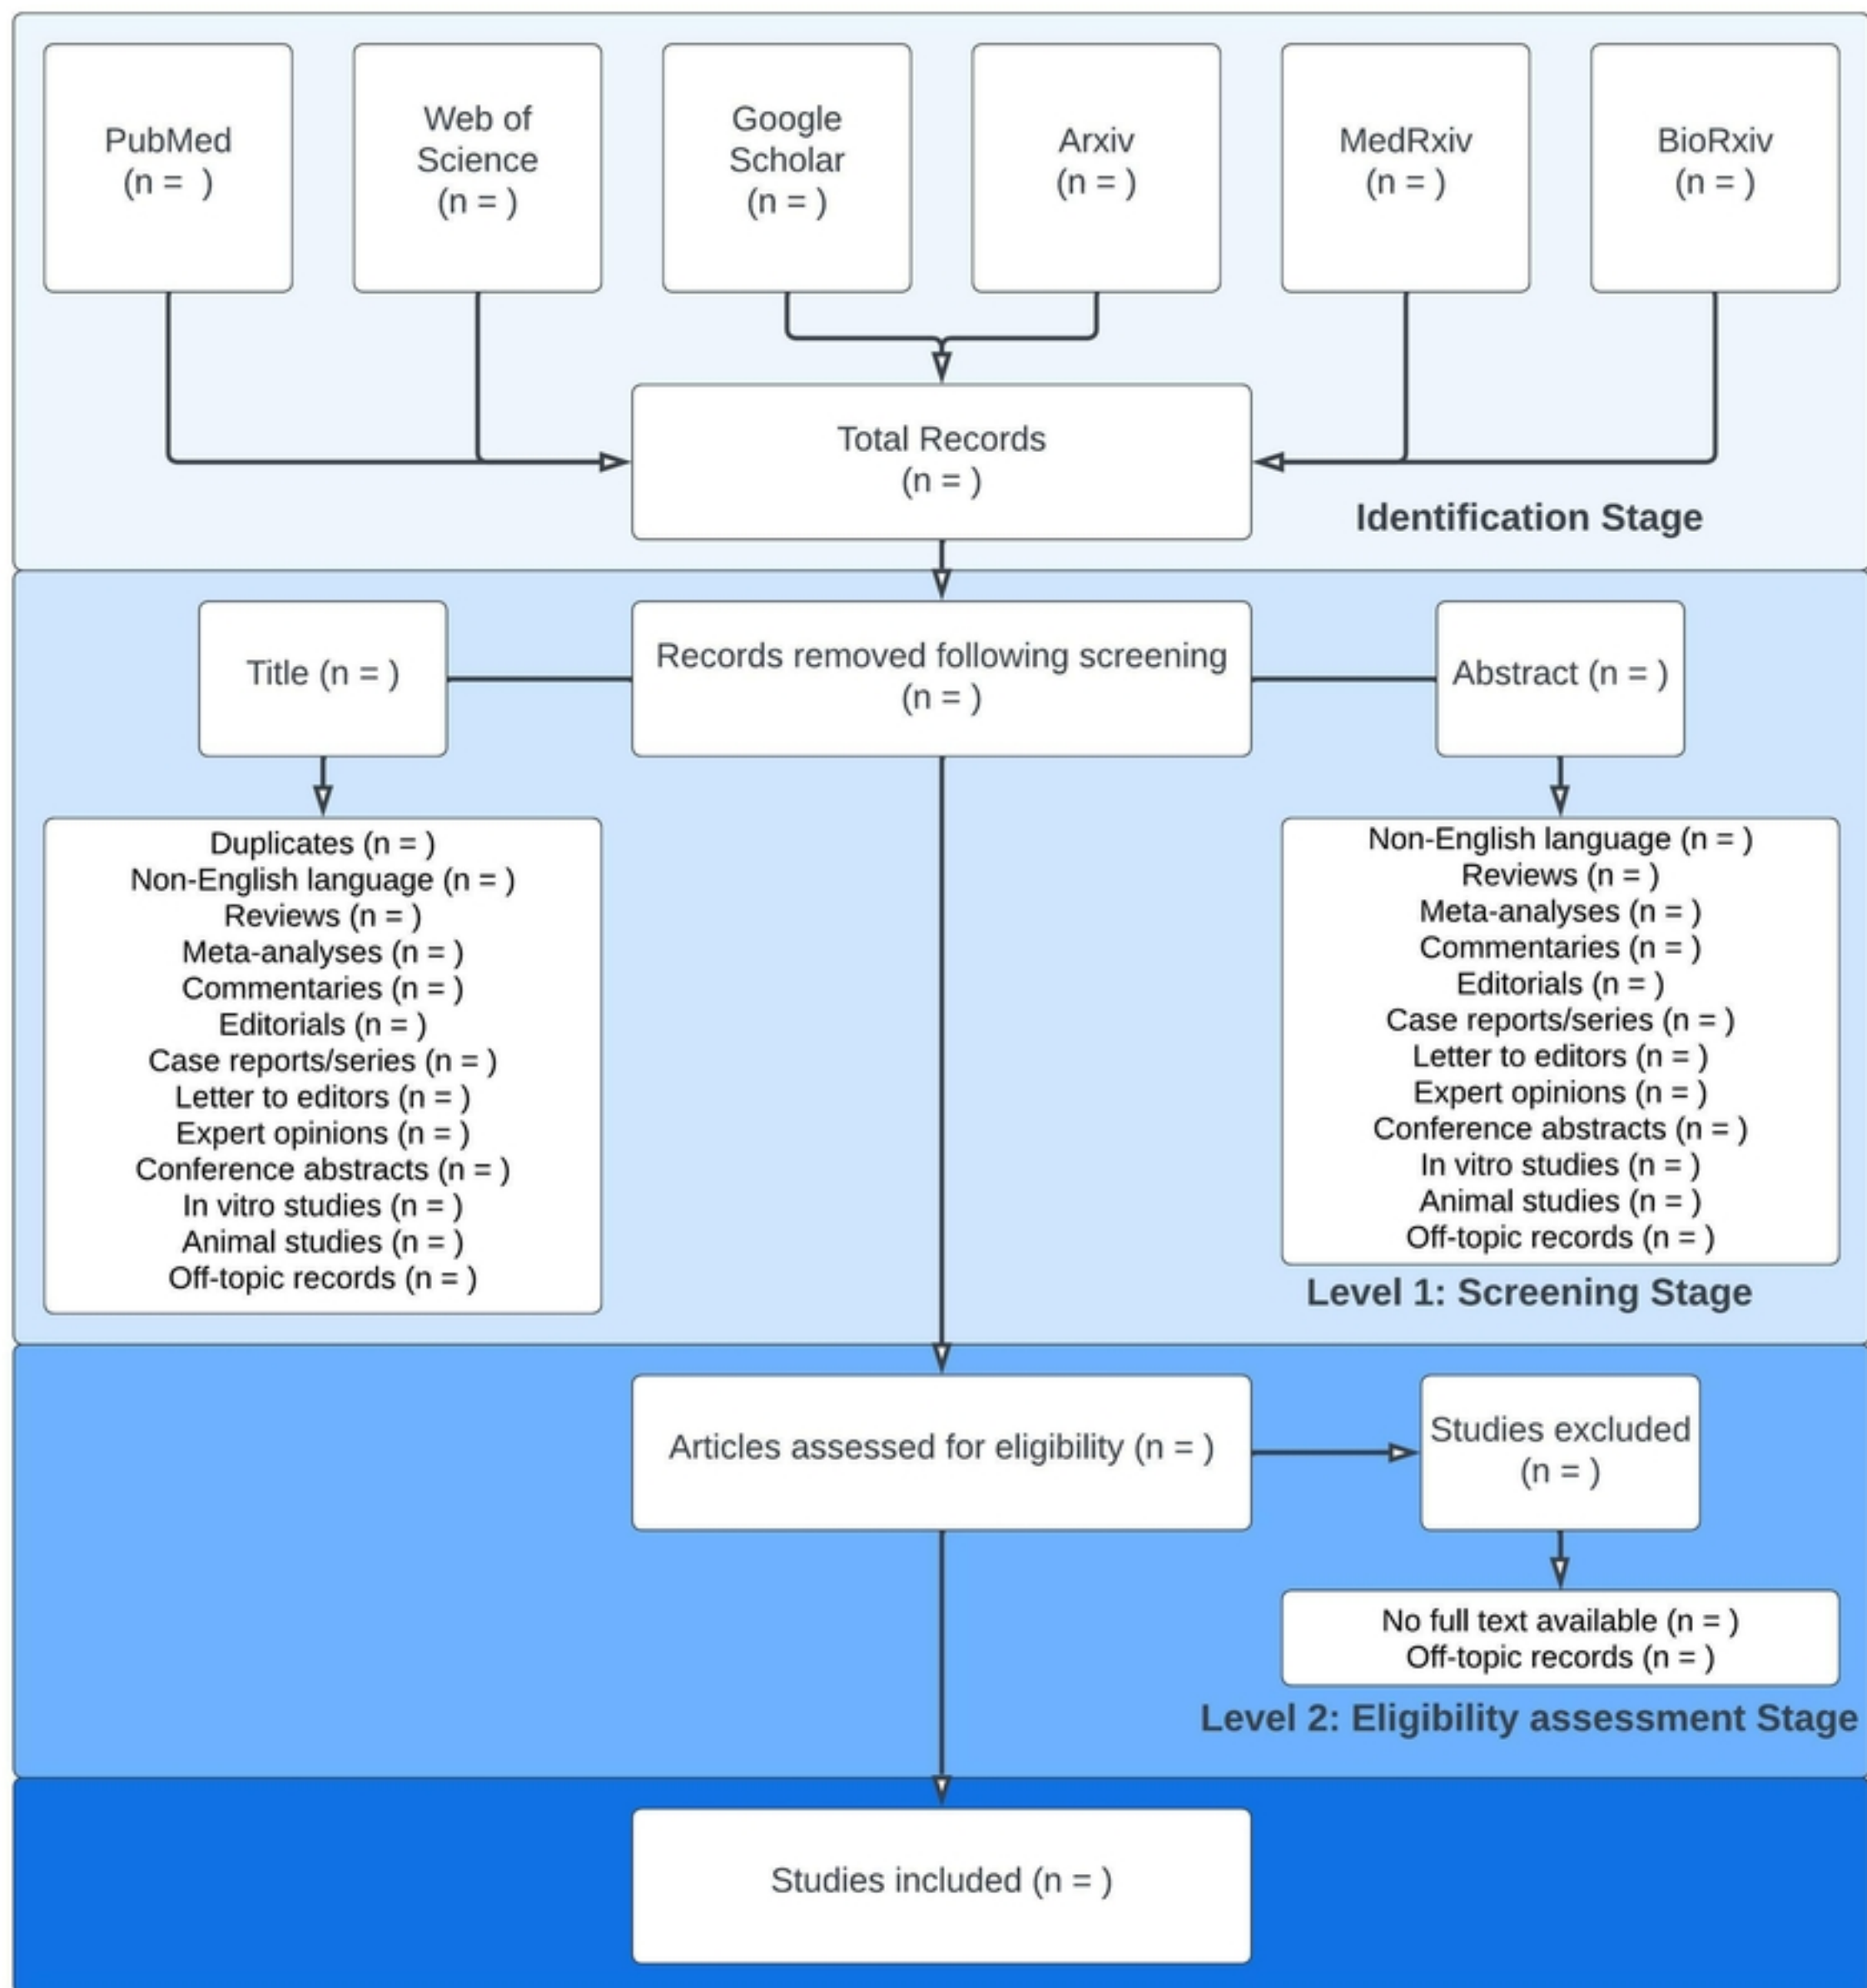 PubMed
(n =  )
Web of
Science
(n = )
Google
Scholar
(n = )
Arxiv
(n = )
MedRxiv
(n = )
BioRxiv
(n = )
Total Records
(n = )
Identification Stage
Title (n = )
Records removed following screening
(n = )
Abstract (n = )
Duplicates (n = )
Non-English language (n = )
Reviews (n = )
Meta-analyses (n = )
Commentaries (n = )
Editorials (n = )
Case reports/series (n = )
Letter to editors (n = )
Expert opinions (n = )
Conference abstracts (n = )
In vitro studies (n = )
Animal studies (n = )
Off-topic records (n = )
Non-English language (n = )
Reviews (n = )
Meta-analyses (n = )
Commentaries (n = )
Editorials (n = )
Case reports/series (n = )
Letter to editors (n = )
Expert opinions (n = )
Conference abstracts (n = )
In vitro studies (n = )
Animal studies (n = )
Off-topic records (n = )
Level 1: Screening Stage
Articles assessed for eligibility (n = )
Studies excluded
(n = )
No full text available (n = )
Off-topic records (n = )
Level 2: Eligibility assessment Stage
Studies included (n = )